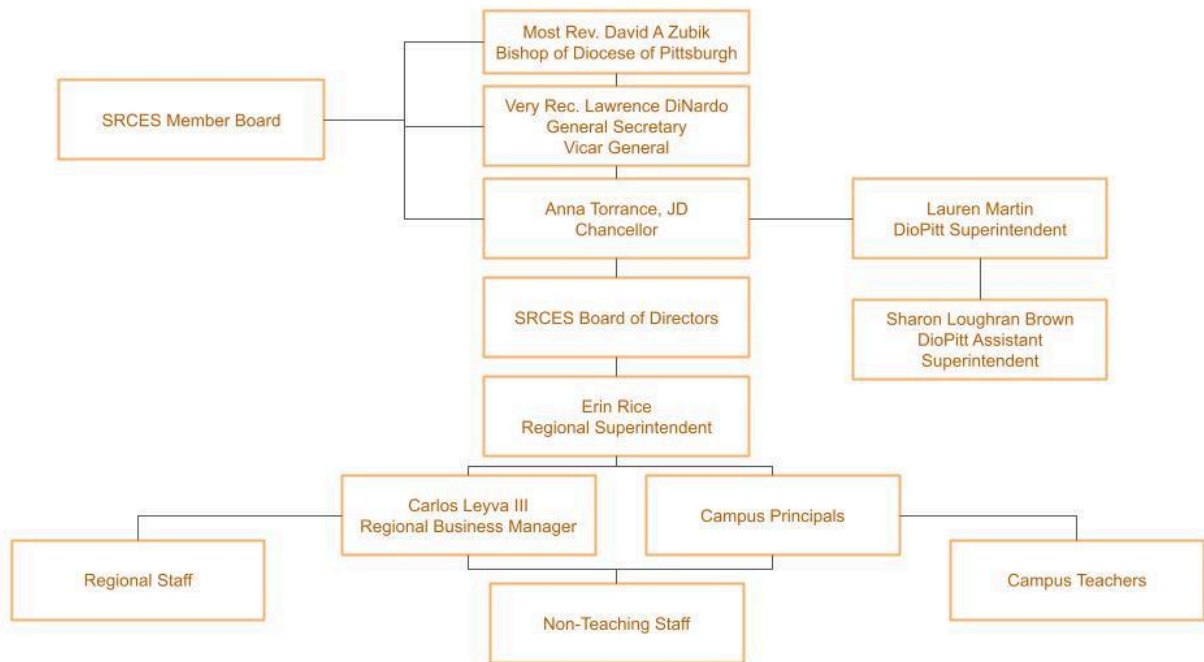 Most Rev. David A Zubik
Bishop of Diocese of Pittsburgh
SRCES Member Board
Very Rec. Lawrence DiNardo
General Secretary
Vicar General
Anna Torrance, JD
Chancellor
Lauren Martin
DioPitt Superintendent
SRCES Board of Directors
Sharon Loughran Brown
DioPitt Assistant
Superintendent
Erin Rice
Regional Superintendent
Carlos Leyva III
Regional Business Manager
Campus Principals
Regional Staff
Campus Teachers
Non-Teaching Staff